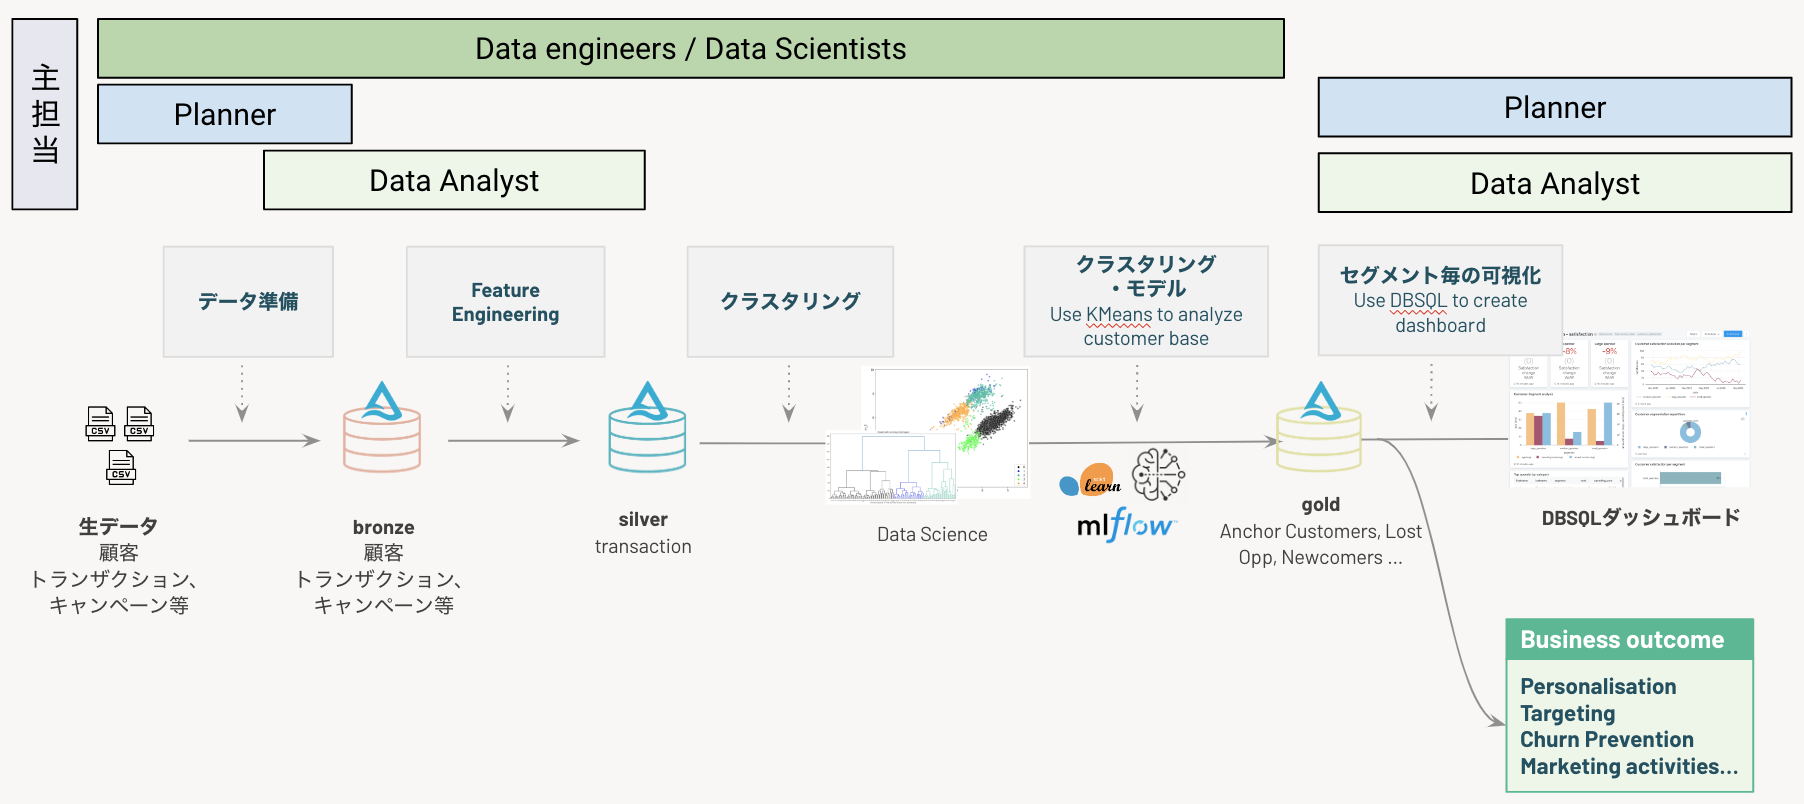 主
担
当
Data engineers / Data Scientists
Planner
Data Analyst
Planner
Data Analyst
データ準備
Feature
Engineering
クラスタリング
クラスタリング
・モデル
Use KMeans to analyze
customer base
セグメント毎の可視化
Use DBSQL to create
dashboard
CSV
CSV
CSV
生データ
顧客
トランザクション、
キャンペーン等
bronze
顧客
トランザクション、
キャンペーン等
silver
transaction
Data Science
learn
mlflow
gold
Anchor Customers, Lost
Opp, Newcomers ...
-8%
-9%
DBSQLダッシュボード
Business outcome
Personalisation
Targeting
Churn Prevention
Marketing activities...